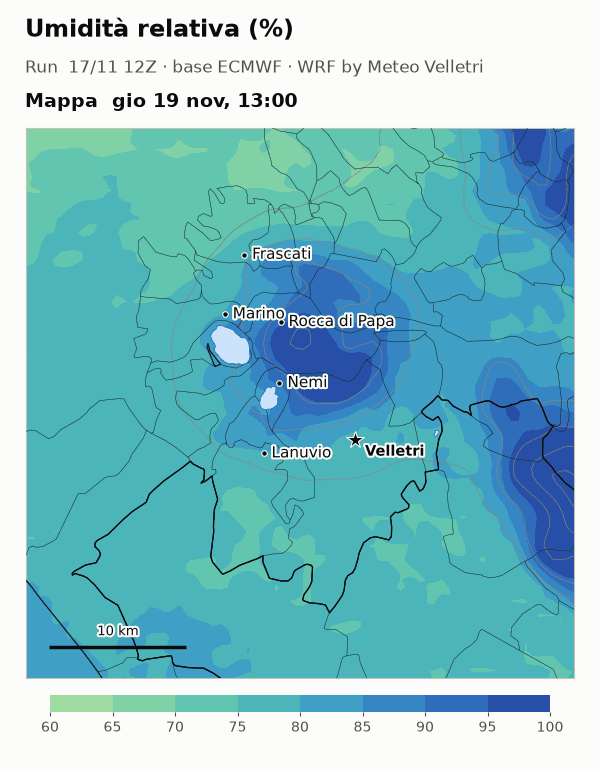 Umidità relativa (%)
Run  17/11 12Z · base ECMWF · WRF by Meteo Velletri
Mappa  gio 19 nov, 13:00
Frascati
Marino
Rocca di Papa
Nemi
Velletri
Lanuvio
10 km
60 65 70 75 80 85 90 95 100